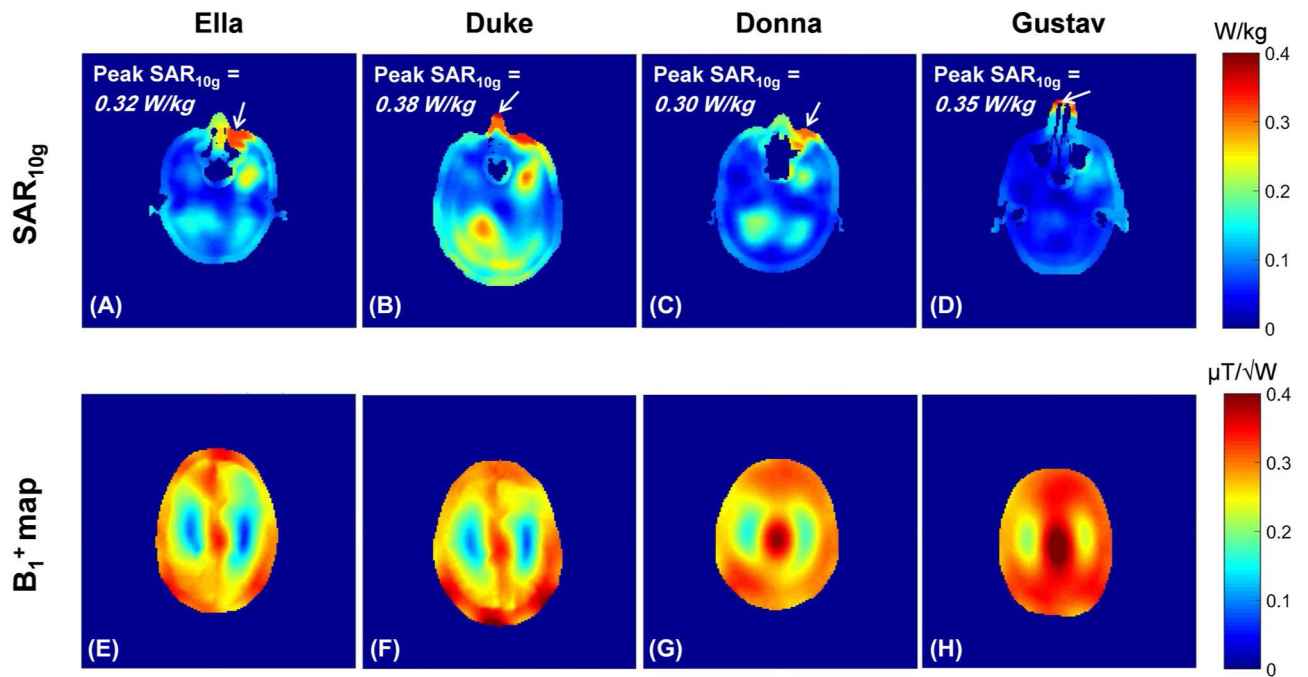 Ella Duke Donna Gustav
W/kg
SAR10g
Peak SAR10g =
0.32 W/kg
(A)
Peak SAR10g =
0.38 W/kg
(B)
Peak SAR10g =
0.30 W/kg
(C)
Peak SAR10g =
0.35 W/kg
(D)
0.4
0.3
0.2
0.1
0
µT/√W
B1+ map
(E)
(F)
(G)
(H)
0.4
0.3
0.2
0.1
0